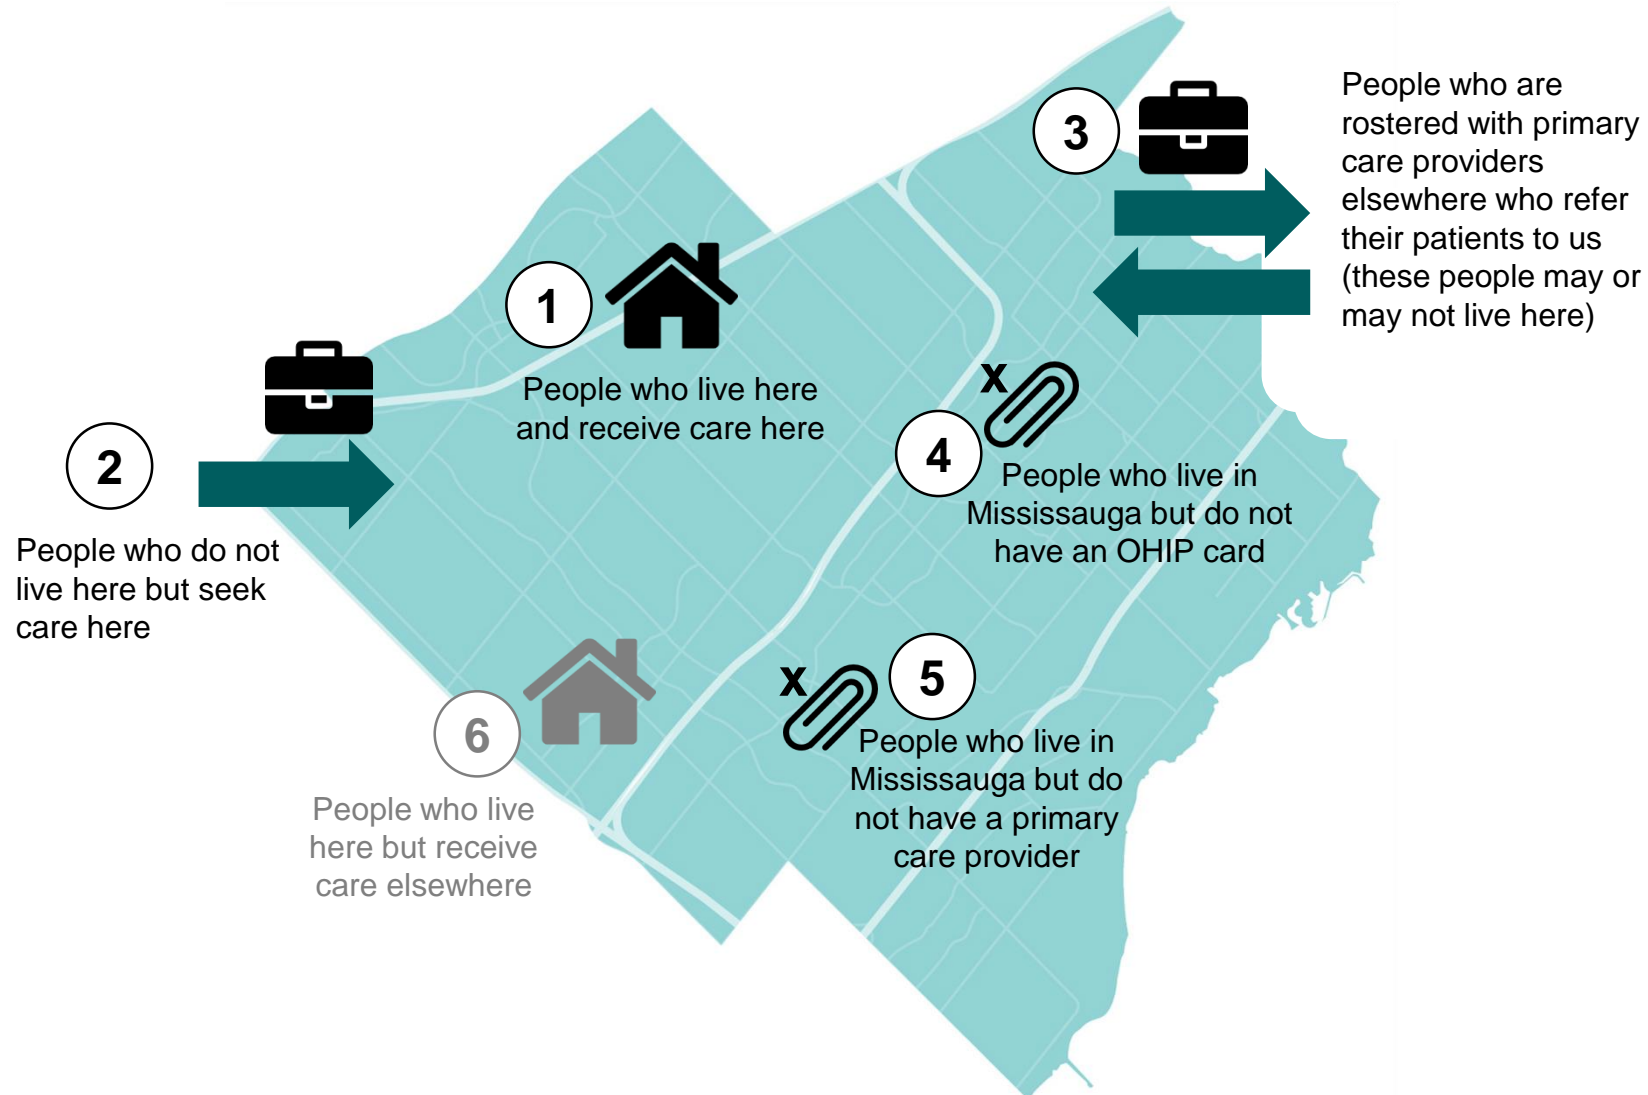 1
People who live here
and receive care here
2
People who do not
live here but seek
care here
3
People who are
rostered with primary
care providers
elsewhere who refer
their patients to us
(these people may or
may not live here)
x
4
People who live in
Mississauga but do not
have an OHIP card
x
5
People who live in
Mississauga but do
not have a primary
care provider
6
People who live
here but receive
care elsewhere